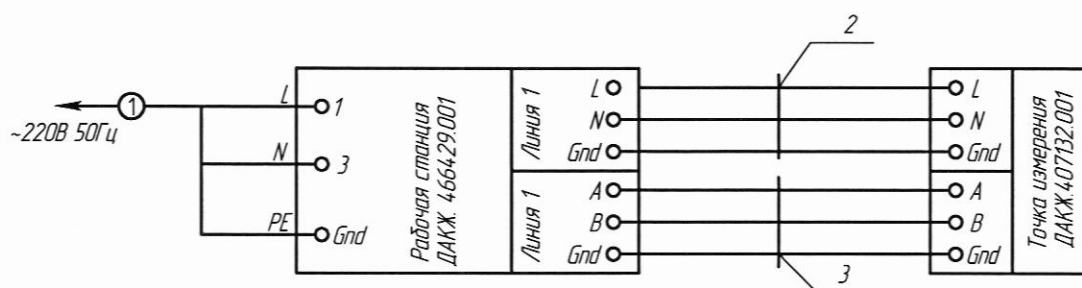 2
1
~220В 50Гц
L
N
PE
1
3
Gnd
Рабочая станция
ДАКЖ. 466429.001
Линия 1
L
N
Gnd
Линия 1
A
B
Gnd
L
N
Gnd
A
B
Gnd
Точка измерения
ДАКЖ.407132.001
3